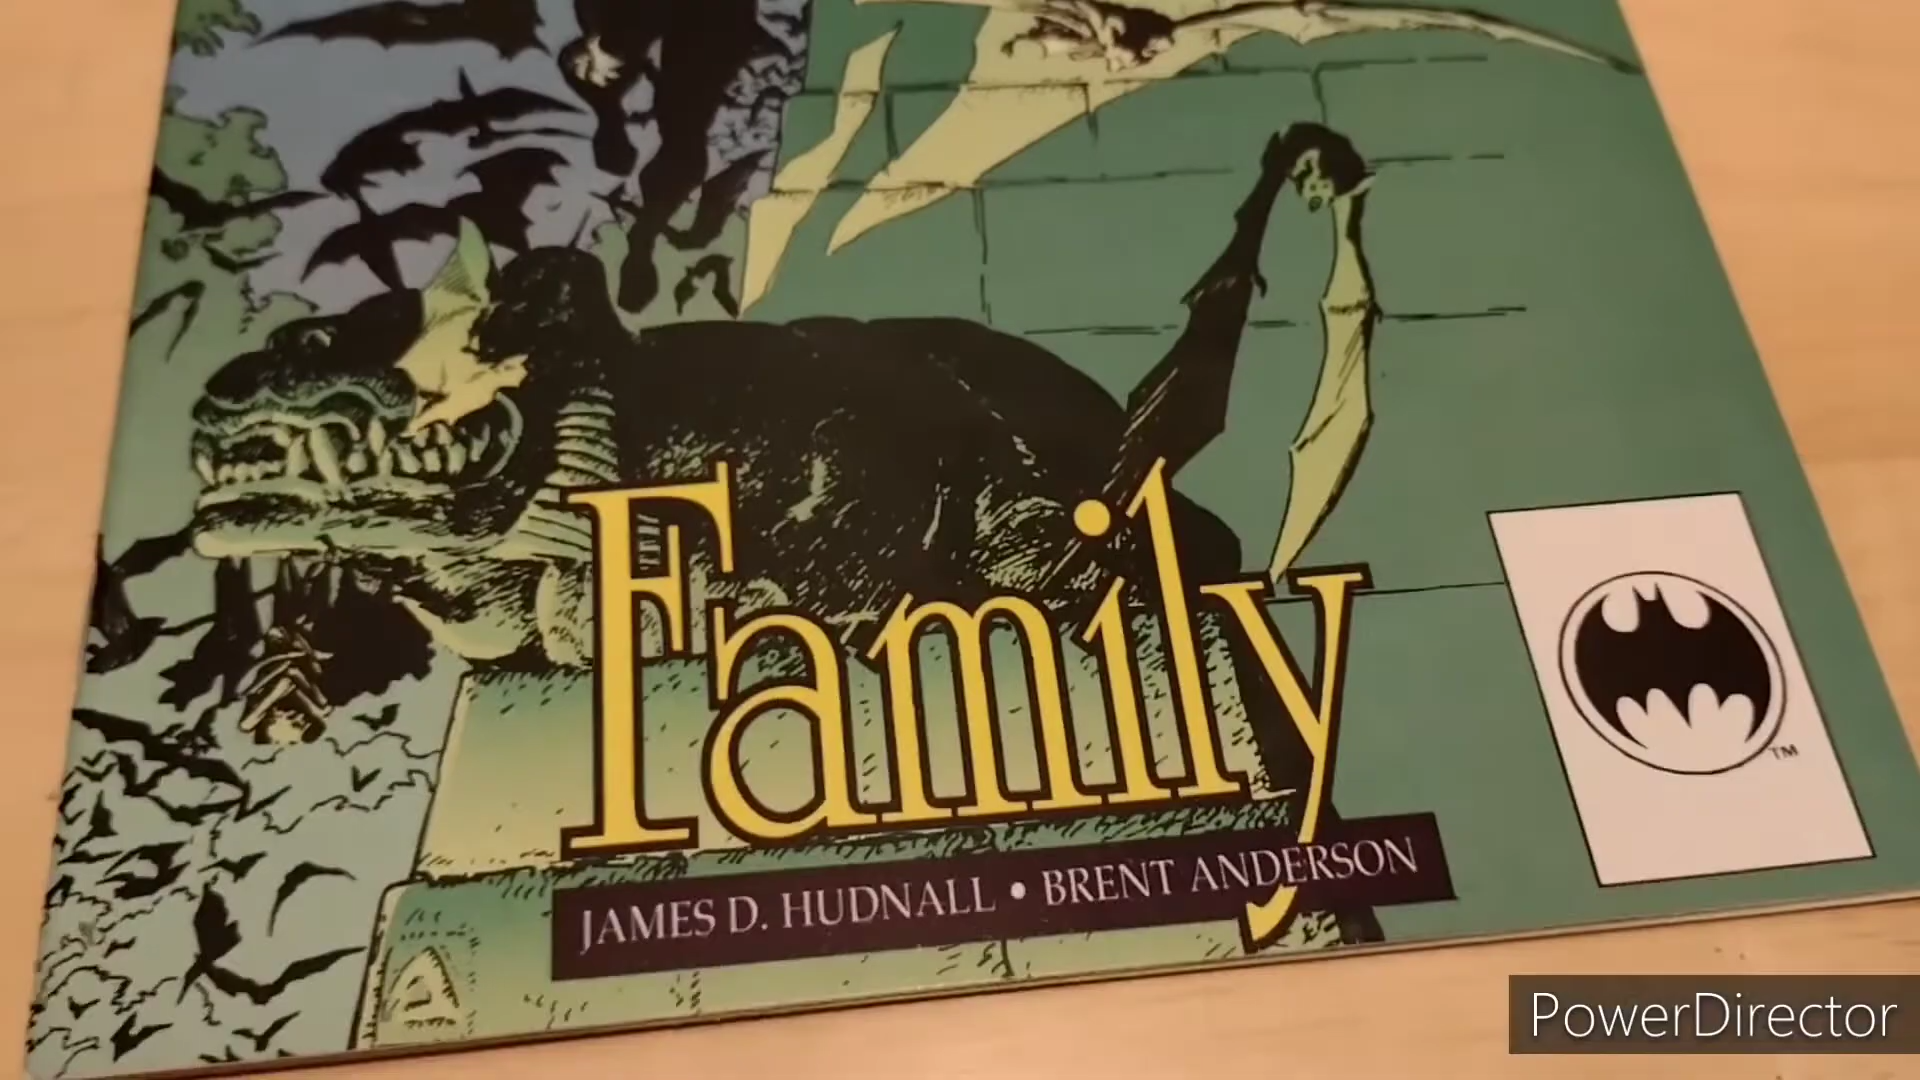 Family
JAMES D. HUDNALL • BRENT ANDERSON
TM
PowerDirector